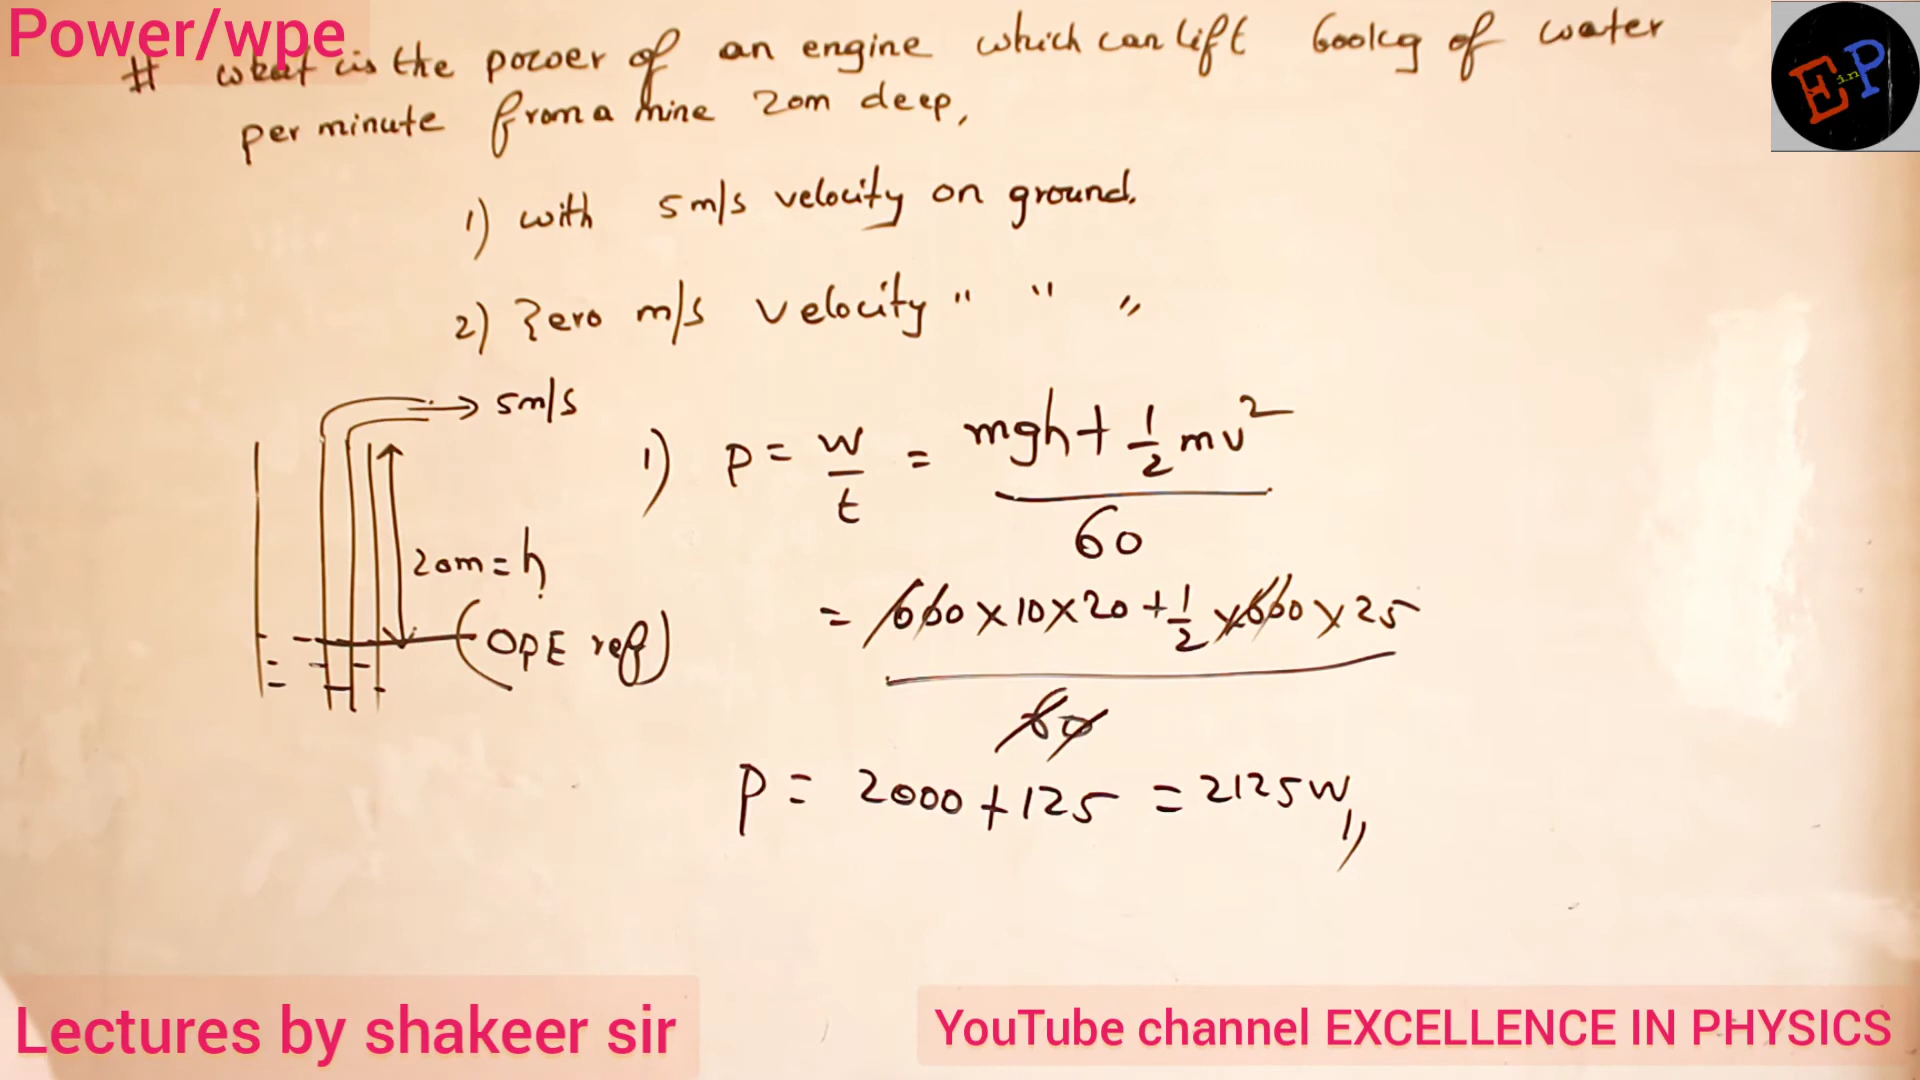 Power/wpe
# what is the power of an engine which can lift 600kg of water
per minute from a mine 20m deep,
1) with 5m/s velocity on ground.
2) Zero m/s velocity " " "
E in P
→ 5m/s
20m = h
(OPE ref)
1) P = W/t = mgh + 1/2 mv² / 60
= 600 × 10 × 20 + 1/2 × 600 × 25 / 60
P = 2000 + 125 = 2125W,,
Lectures by shakeer sir
YouTube channel EXCELLENCE IN PHYSICS